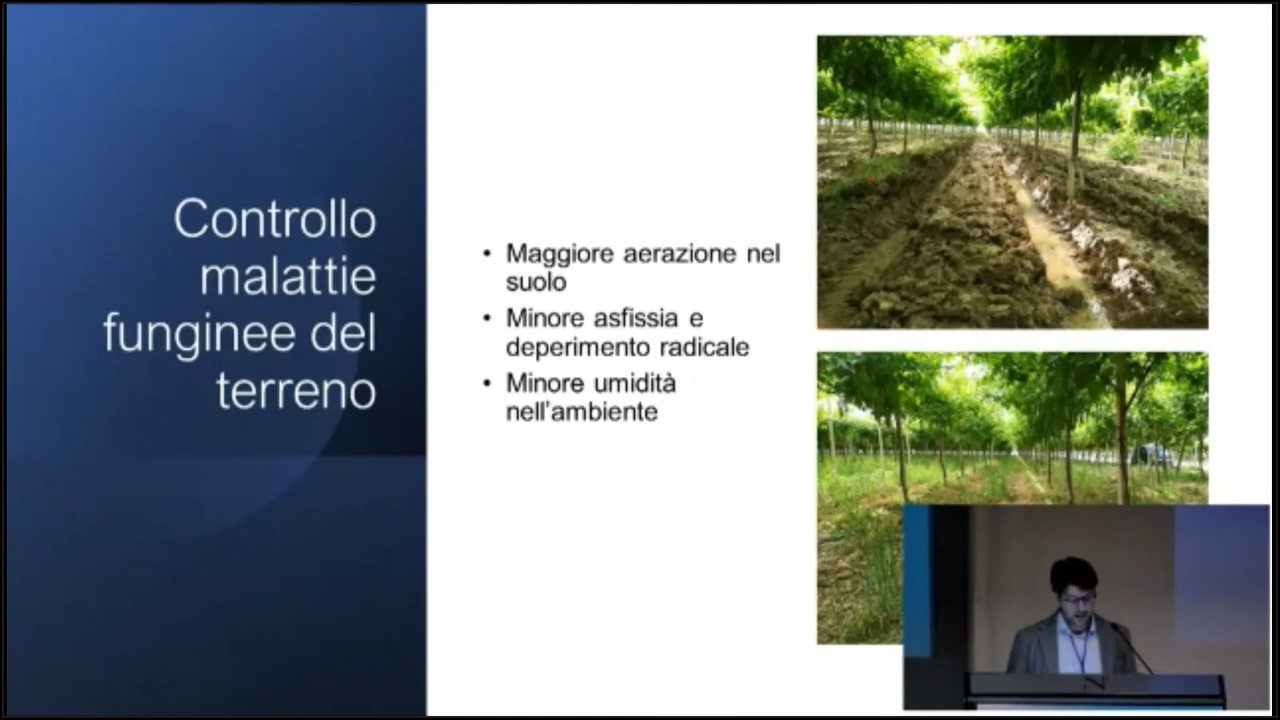 Controllo
malattie
funginee del
terreno
• Maggiore aerazione nel
suolo
• Minore asfissia e
deperimento radicale
• Minore umidità
nell'ambiente